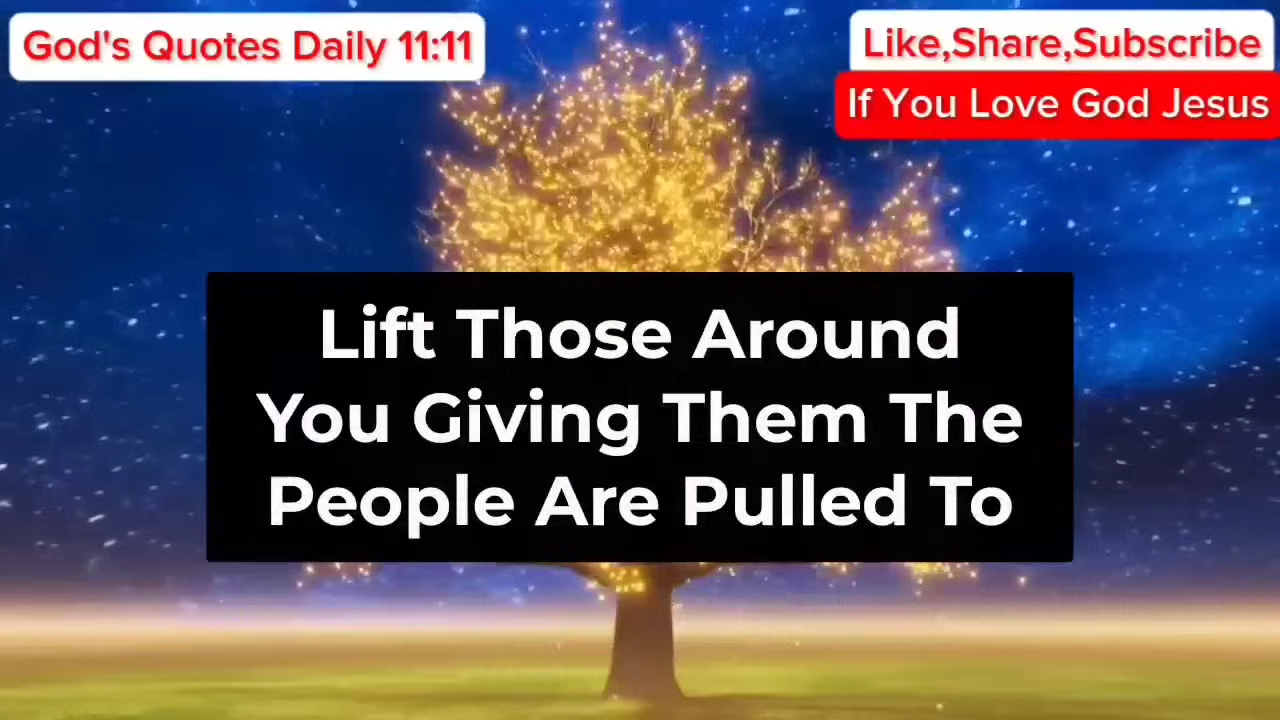 God's Quotes Daily 11:11
Like,Share,Subscribe
If You Love God Jesus
Lift Those Around
You Giving Them The
People Are Pulled To